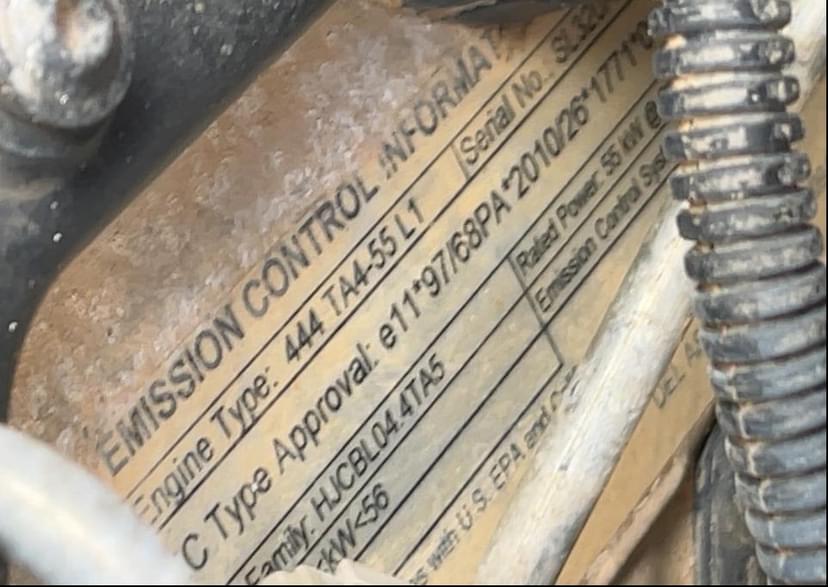 EMISSION CONTROL INFORMAT
Engine Type: 444 TA4-55 L1
Serial No.: SL32
C Type Approval: e11*97/68PA*2010/26*1771*0
Family: HJCBL04.4TA5
Rated Power: 55 kW @
kW<56
Emission Control Sys
s with U.S. EPA and
DEL A